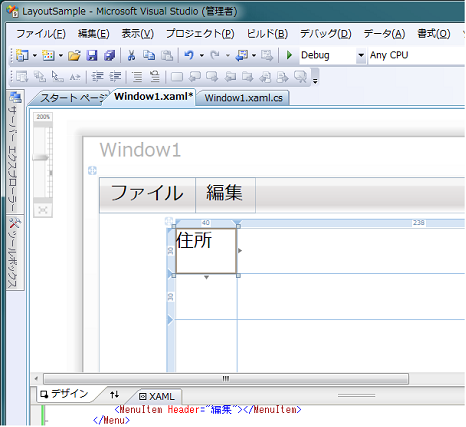 LayoutSample - Microsoft Visual Studio (管理者)
ファイル(F) 編集(E) 表示(V) プロジェクト(P) ビルド(B) デバッグ(D) データ(A) 書式(O)
Debug Any CPU
スタート ページ Window1.xaml* Window1.xaml.cs
サーバー エクスプローラー
ツールボックス
200%
Window1
ファイル 編集
40 238
住所
30
30
デザイン XAML
<MenuItem Header="編集"></MenuItem>
</Menu>